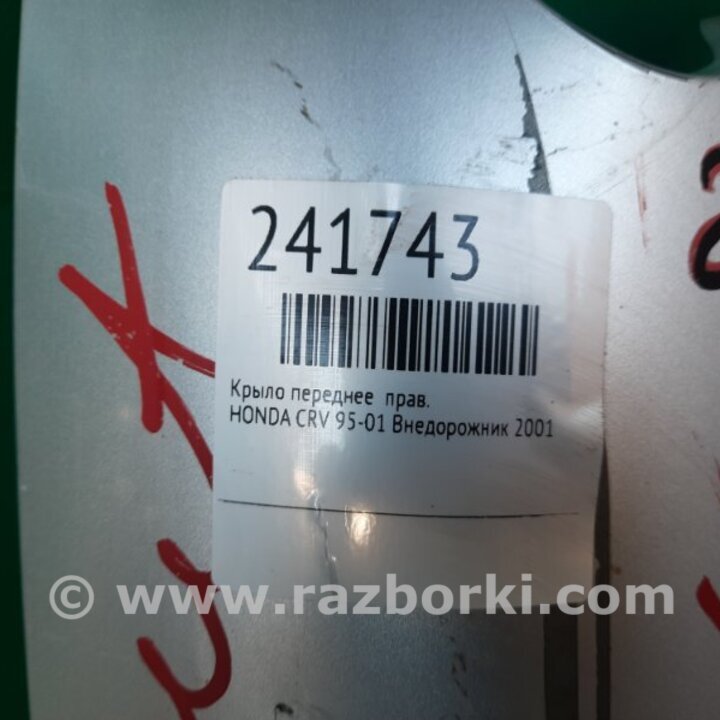 241743
Крыло переднее прав.
HONDA CRV 95-01 Внедорожник 2001
© www.razborki.com